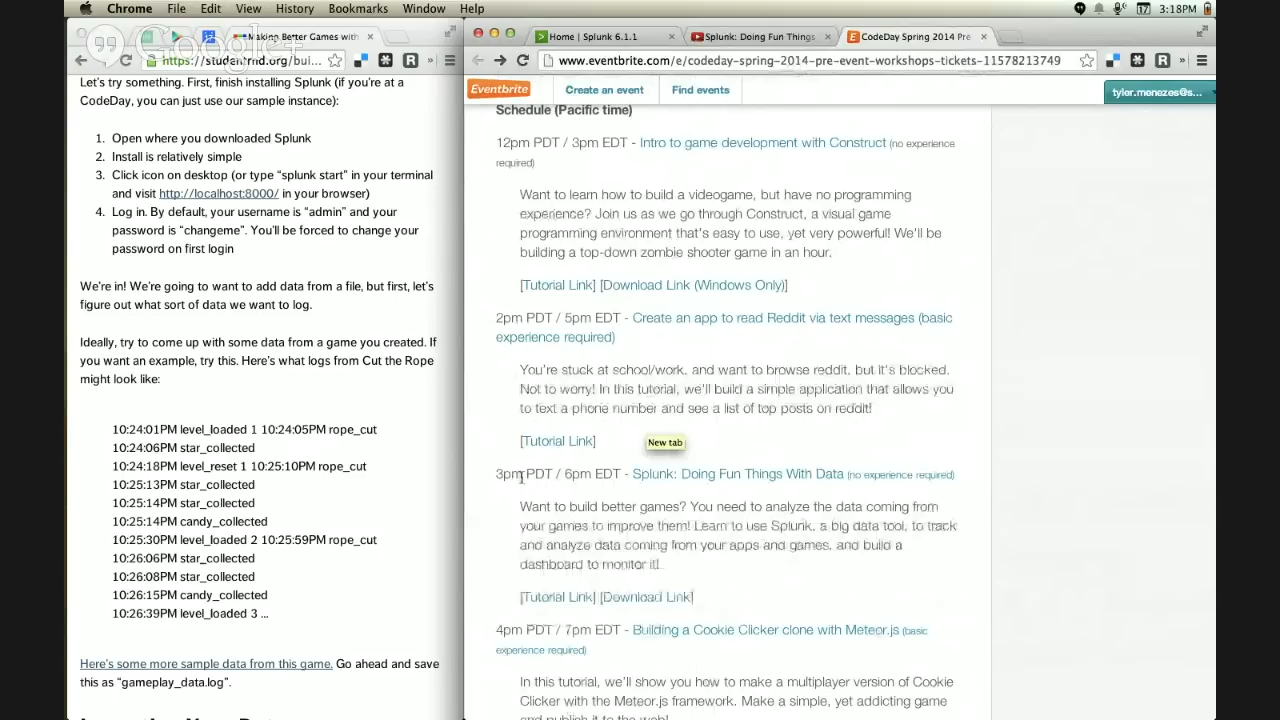 Chrome File Edit View History Bookmarks Window Help
17 3:18PM
Google+
Making Better Games with
https://studentrnd.org/bui...
Let's try something. First, finish installing Splunk (if you're at a
CodeDay, you can just use our sample instance):
1. Open where you downloaded Splunk
2. Install is relatively simple
3. Click icon on desktop (or type “splunk start” in your terminal
and visit http://localhost:8000/ in your browser)
4. Log in. By default, your username is “admin” and your
password is “changeme”. You'll be forced to change your
password on first login
We're in! We're going to want to add data from a file, but first, let's
figure out what sort of data we want to log.
Ideally, try to come up with some data from a game you created. If
you want an example, try this. Here's what logs from Cut the Rope
might look like:
10:24:01PM level_loaded 1 10:24:05PM rope_cut
10:24:06PM star_collected
10:24:18PM level_reset 1 10:25:10PM rope_cut
10:25:13PM star_collected
10:25:14PM star_collected
10:25:14PM candy_collected
10:25:30PM level_loaded 2 10:25:59PM rope_cut
10:26:06PM star_collected
10:26:08PM star_collected
10:26:15PM candy_collected
10:26:39PM level_loaded 3 ...
Here's some more sample data from this game. Go ahead and save
this as “gameplay_data.log”.
Home | Splunk 6.1.1
Splunk: Doing Fun Things
CodeDay Spring 2014 Pre
www.eventbrite.com/e/codeday-spring-2014-pre-event-workshops-tickets-11578213749
Eventbrite Create an event Find events tyler.menezes@s...
Schedule (Pacific time)
12pm PDT / 3pm EDT - Intro to game development with Construct (no experience
required)
Want to learn how to build a videogame, but have no programming
experience? Join us as we go through Construct, a visual game
programming environment that's easy to use, yet very powerful! We'll be
building a top-down zombie shooter game in an hour.
[Tutorial Link] [Download Link (Windows Only)]
2pm PDT / 5pm EDT - Create an app to read Reddit via text messages (basic
experience required)
You're stuck at school/work, and want to browse reddit, but it's blocked.
Not to worry! In this tutorial, we'll build a simple application that allows you
to text a phone number and see a list of top posts on reddit!
[Tutorial Link]
New tab
3pm PDT / 6pm EDT - Splunk: Doing Fun Things With Data (no experience required)
Want to build better games? You need to analyze the data coming from
your games to improve them! Learn to use Splunk, a big data tool, to track
and analyze data coming from your apps and games, and build a
dashboard to monitor it!
[Tutorial Link] [Download Link]
4pm PDT / 7pm EDT - Building a Cookie Clicker clone with Meteor.js (basic
experience required)
In this tutorial, we'll show you how to make a multiplayer version of Cookie
Clicker with the Meteor.js framework. Make a simple, yet addicting game
and publish it to the web!